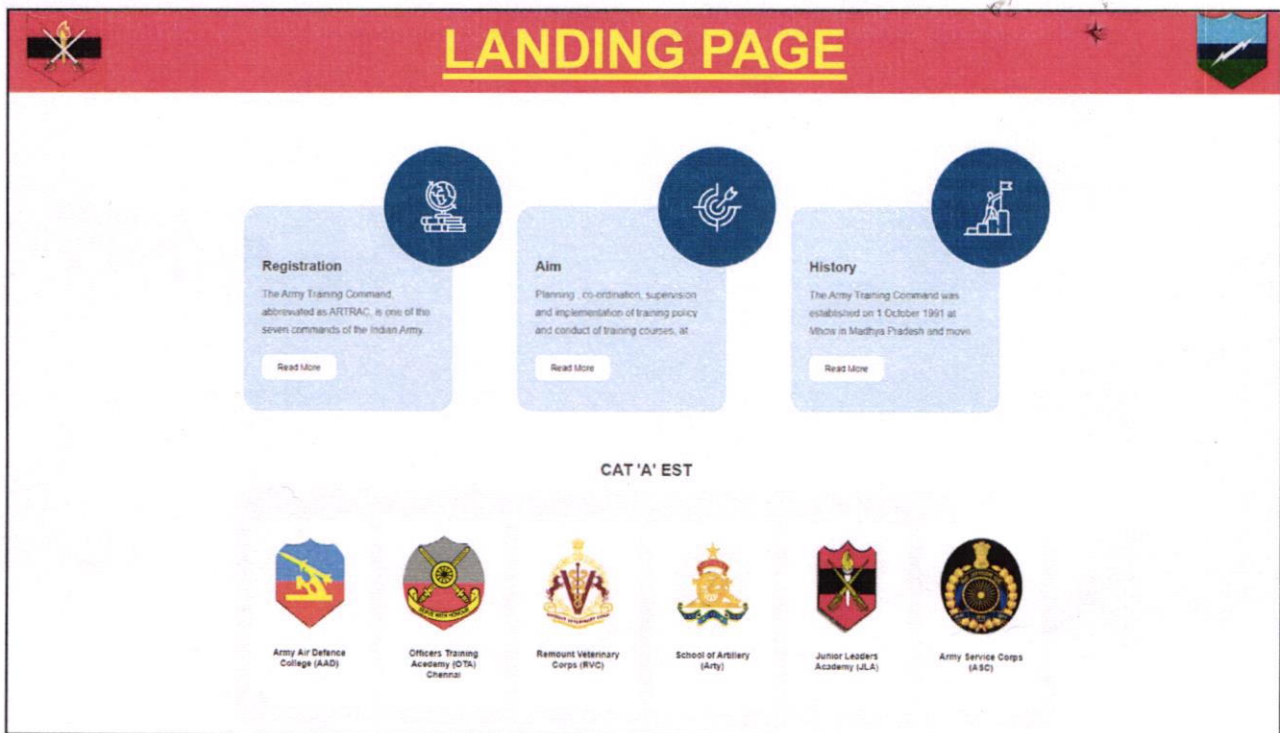 LANDING PAGE
Registration
The Army Training Command,
abbreviated as ARTRAC, is one of the
seven commands of the Indian Army.
Read More
Aim
Planning , co-ordination, supervision
and implementation of training policy
and conduct of training courses, at
Read More
History
The Army Training Command was
established on 1 October 1991 at
Mhow in Madhya Pradesh and move
Read More
CAT 'A' EST
SERVE WITH HONOUR
Army Air Defence
College (AAD)
Officers Training
Acedemy (OTA)
Chennai
Remount Veterinary
Corps (RVC)
School of Artillery
(Arty)
Junior Leaders
Academy (JLA)
Army Service Corps
(ASC)